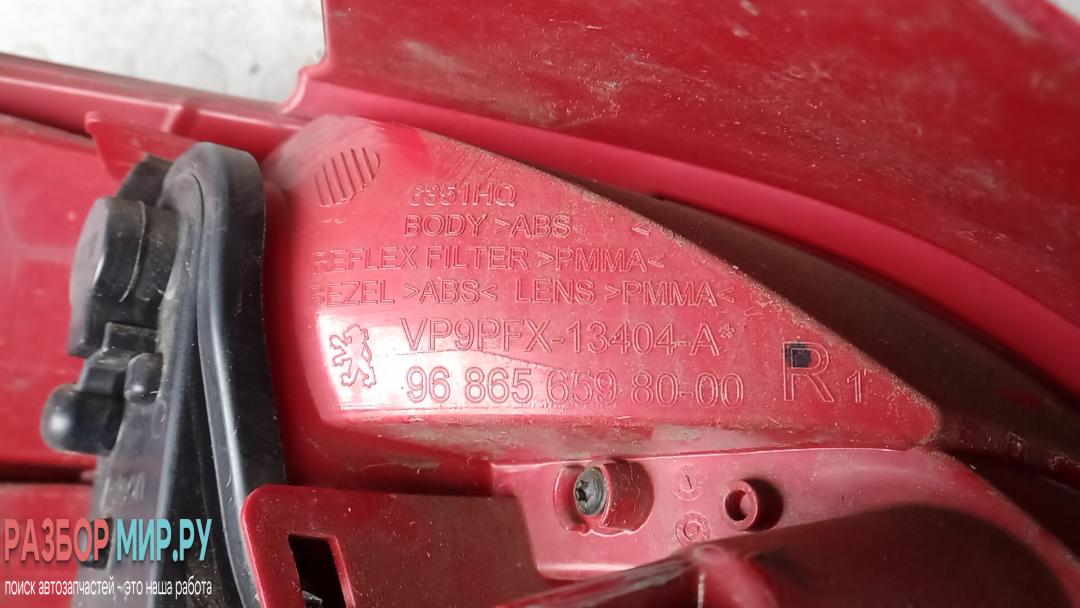 6351HQ
BODY >ABS <
REFLEX FILTER >PMMA<
BEZEL >ABS< LENS >PMMA<
VP9PFX-13404-A*
96 865 659 80-00
R 1
РАЗБОР МИР.РУ
поиск автозапчастей - это наша работа